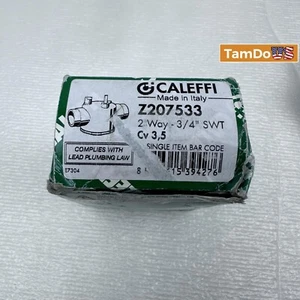 TamDo
CALEFFI
Made in Italy
Z207533
2 Way - 3/4" SWT
Cv 3,5
COMPLIES WITH
LEAD PLUMBING LAW
SINGLE ITEM BAR CODE
E7304
15394276